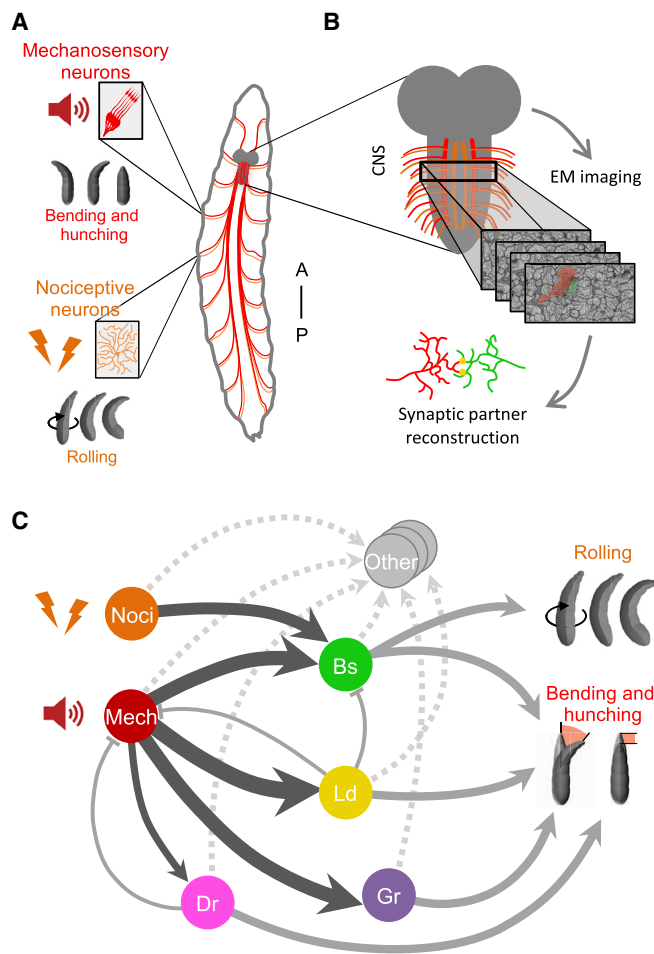 A
Mechanosensory
neurons
Bending and
hunching
Nociceptive
neurons
Rolling
A
P
B
CNS
EM imaging
Synaptic partner
reconstruction
C
Other
Noci
Bs
Mech
Ld
Dr
Gr
Rolling
Bending and
hunching